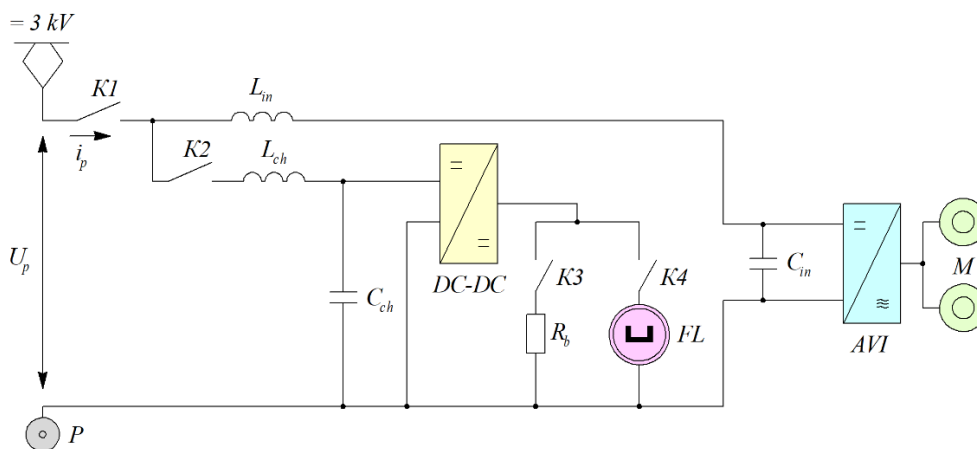 = 3 kV
K1
L_in
i_p
K2
L_ch
U_p
DC-DC
K3
K4
C_in
M
C_ch
R_b
FL
AVI
P